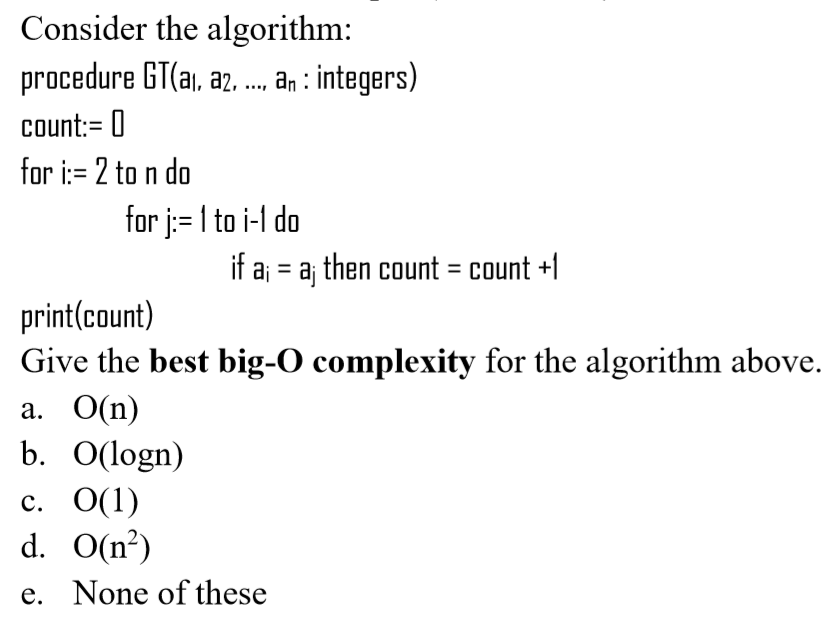 Consider the algorithm:
procedure GT(a₁, a₂, ..., aₙ : integers)
count:= 0
for i:= 2 to n do
for j:= 1 to i-1 do
if aᵢ = aⱼ then count = count +1
print(count)
Give the best big-O complexity for the algorithm above.
a. O(n)
b. O(logn)
c. O(1)
d. O(n²)
e. None of these